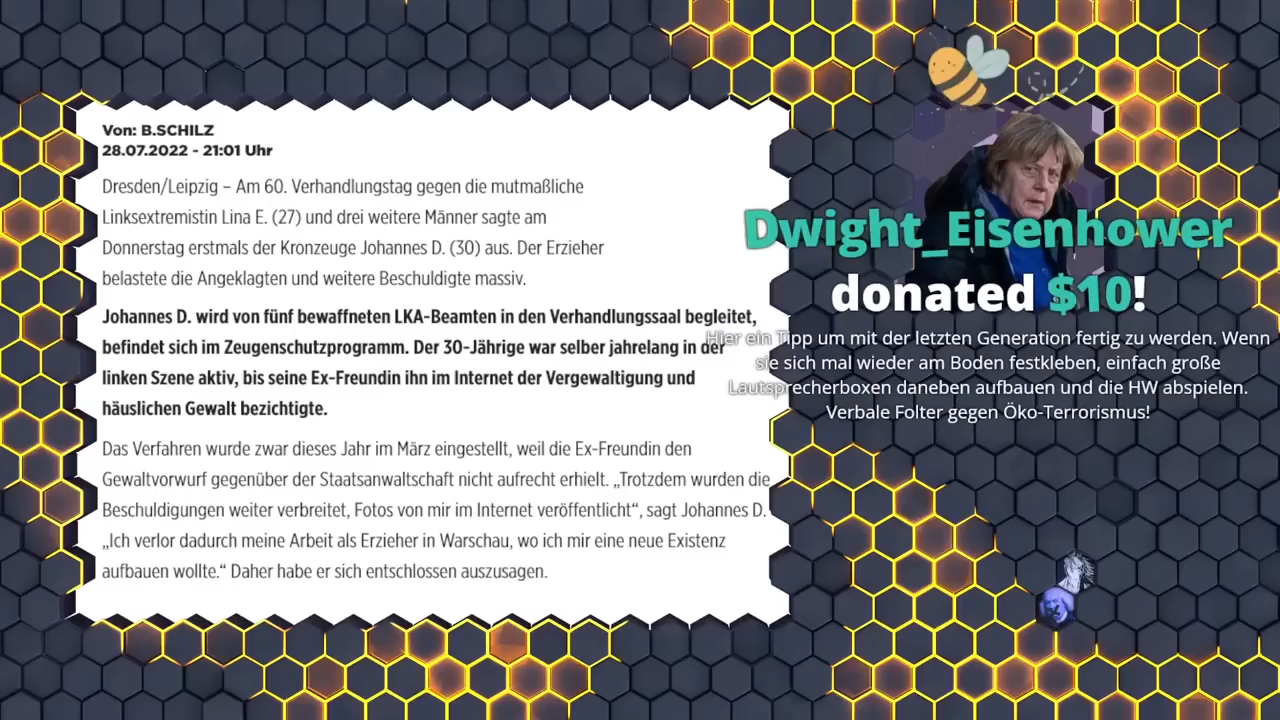 Von: B.SCHILZ
28.07.2022 - 21:01 Uhr
Dresden/Leipzig – Am 60. Verhandlungstag gegen die mutmaßliche
Linksextremistin Lina E. (27) und drei weitere Männer sagte am
Donnerstag erstmals der Kronzeuge Johannes D. (30) aus. Der Erzieher
belastete die Angeklagten und weitere Beschuldigte massiv.
Johannes D. wird von fünf bewaffneten LKA-Beamten in den Verhandlungssaal begleitet,
befindet sich im Zeugenschutzprogramm. Der 30-Jährige war selber jahrelang in der
linken Szene aktiv, bis seine Ex-Freundin ihn im Internet der Vergewaltigung und
häuslichen Gewalt bezichtigte.
Das Verfahren wurde zwar dieses Jahr im März eingestellt, weil die Ex-Freundin den
Gewaltvorwurf gegenüber der Staatsanwaltschaft nicht aufrecht erhielt. „Trotzdem wurden die
Beschuldigungen weiter verbreitet, Fotos von mir im Internet veröffentlicht“, sagt Johannes D.
„Ich verlor dadurch meine Arbeit als Erzieher in Warschau, wo ich mir eine neue Existenz
aufbauen wollte.“ Daher habe er sich entschlossen auszusagen.
Dwight_Eisenhower
donated $10!
Hier ein Tipp um mit der letzten Generation fertig zu werden. Wenn
sie sich mal wieder am Boden festkleben, einfach große
Lautsprecherboxen daneben aufbauen und die HW abspielen.
Verbale Folter gegen Öko-Terrorismus!